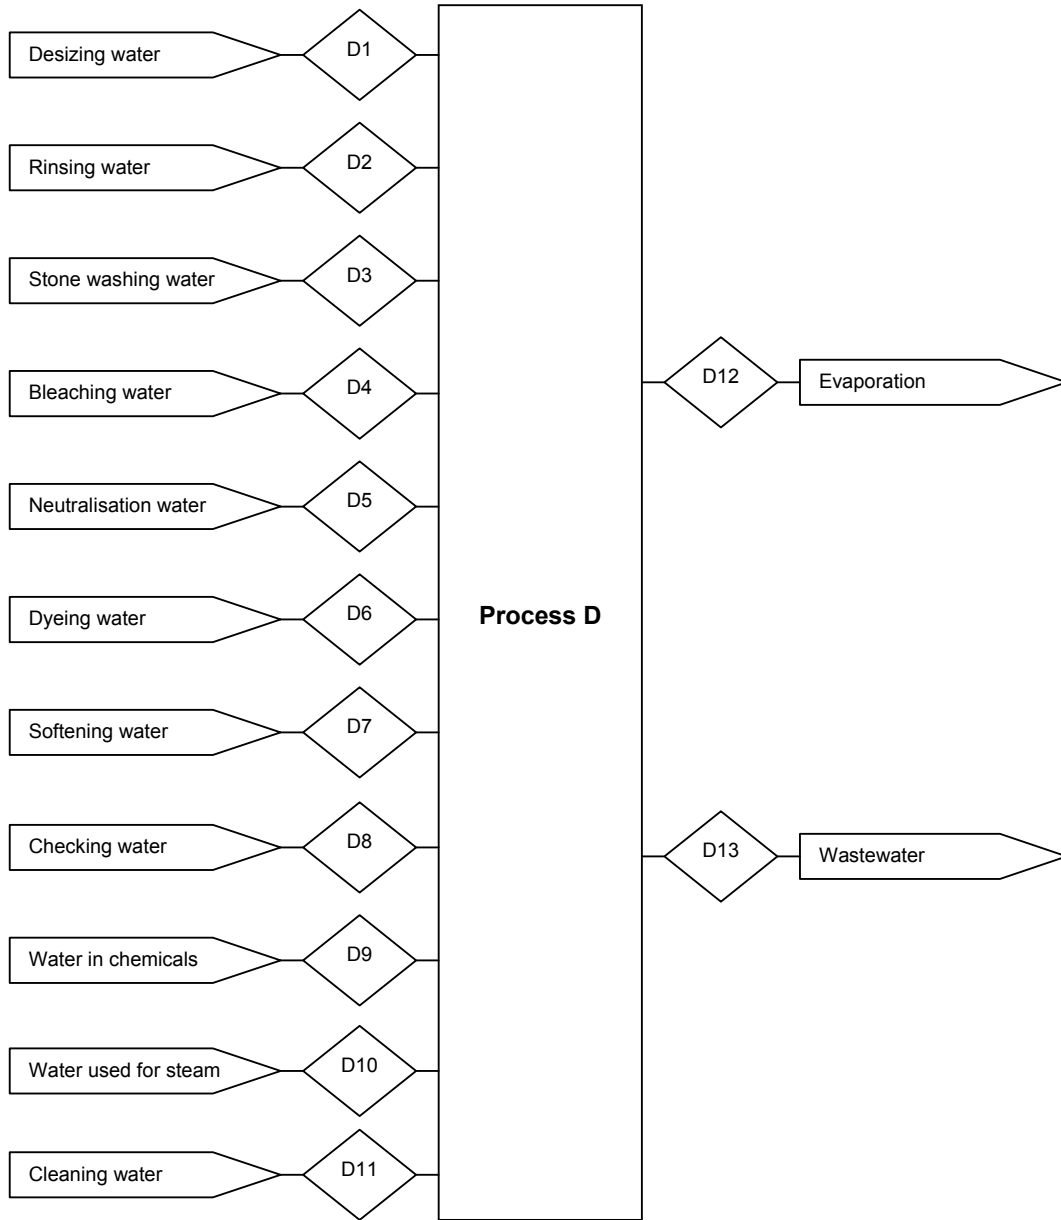 Desizing water
D1
Rinsing water
D2
Stone washing water
D3
Bleaching water
D4
Neutralisation water
D5
Dyeing water
D6
Softening water
D7
Checking water
D8
Water in chemicals
D9
Water used for steam
D10
Cleaning water
D11
Process D
D12
Evaporation
D13
Wastewater